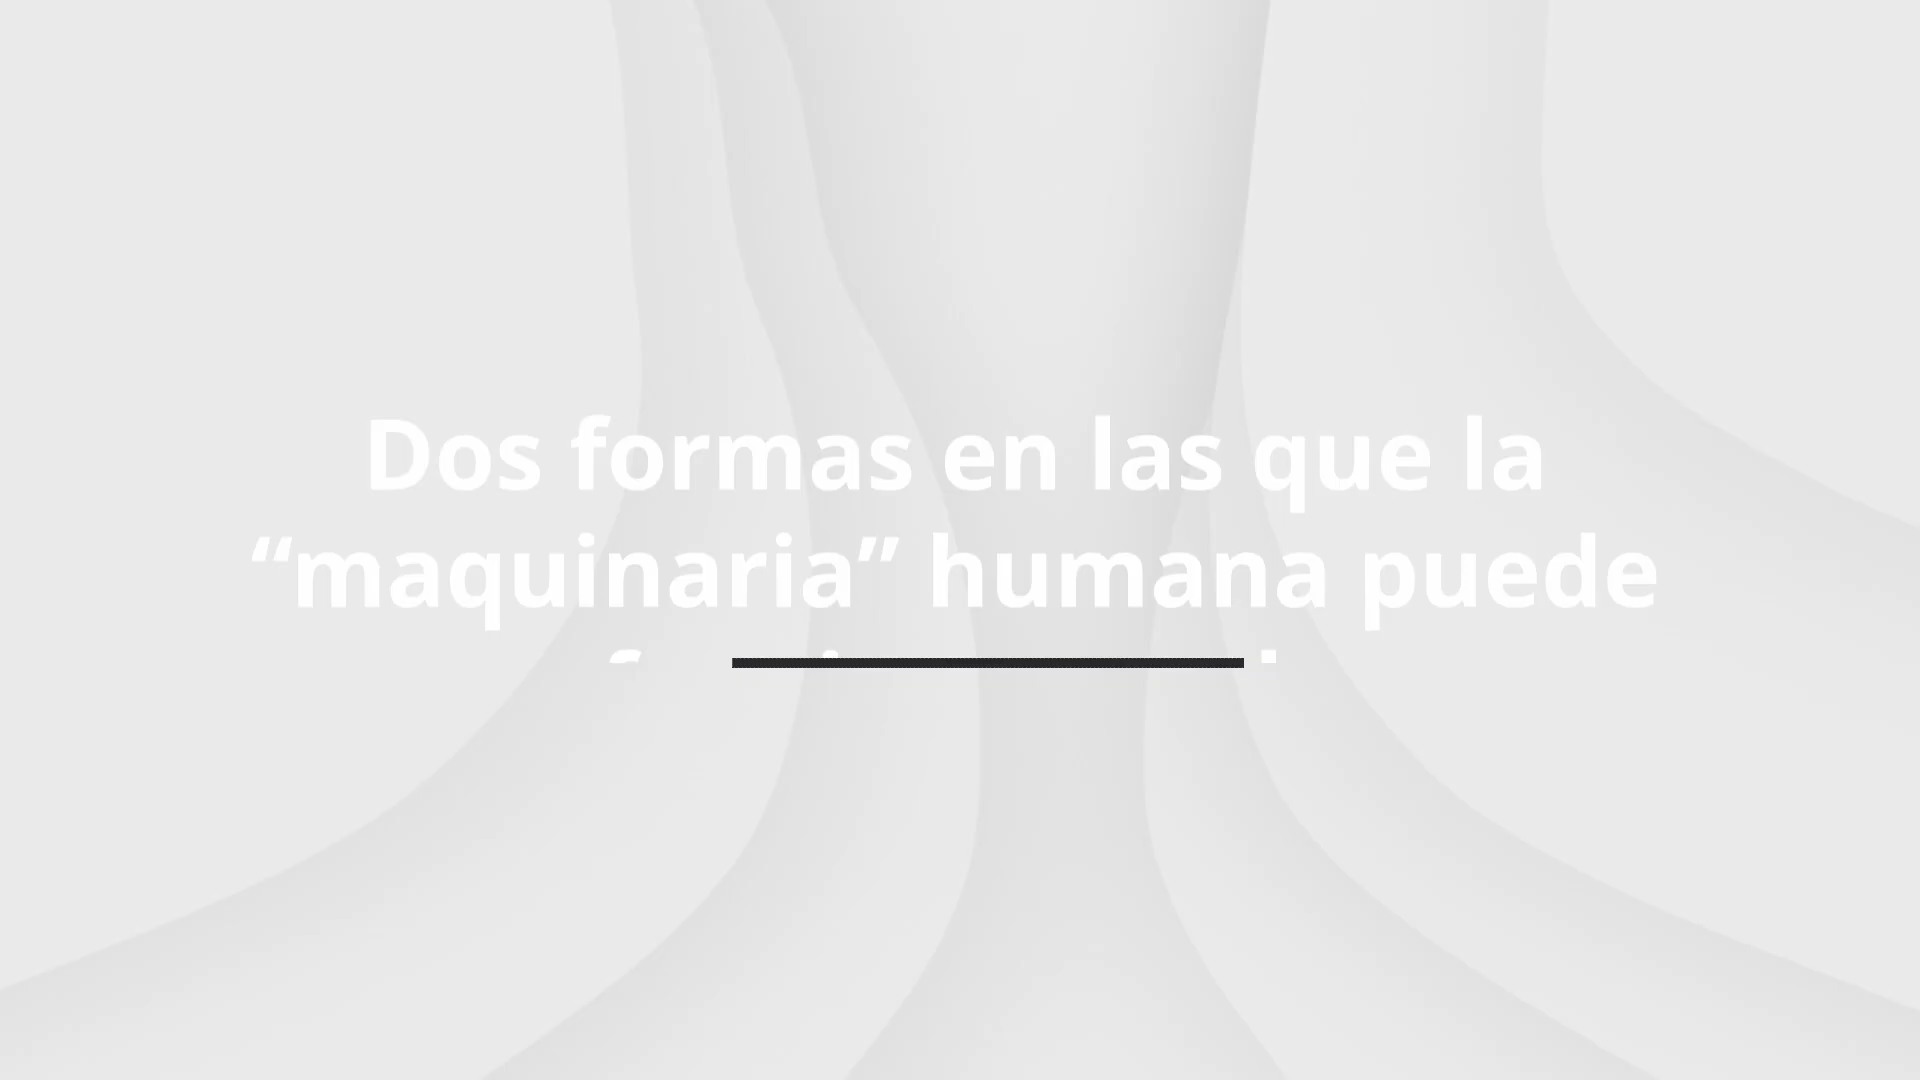 Dos formas en las que la
“maquinaria” humana puede